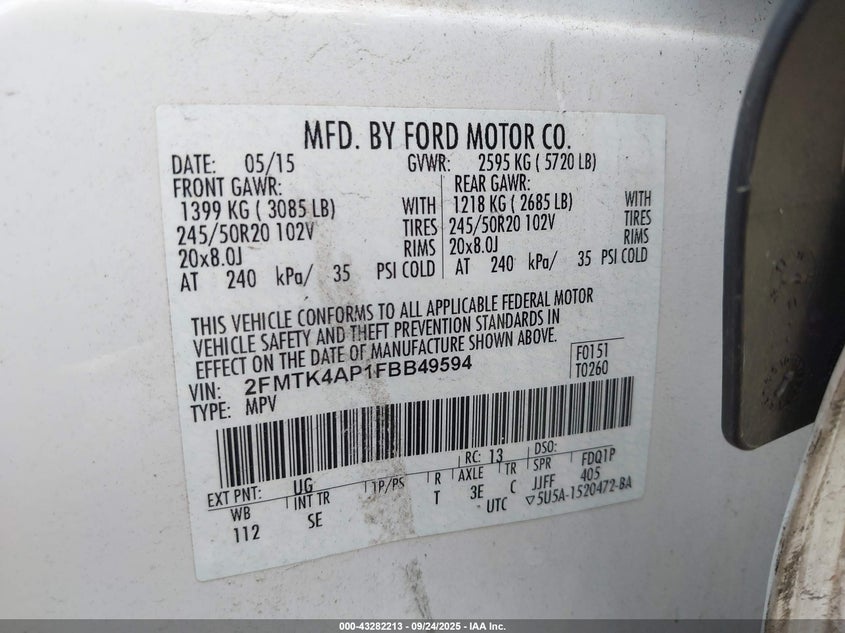 MFD. BY FORD MOTOR CO.
DATE: 05/15 GVWR: 2595 KG ( 5720 LB)
FRONT GAWR: REAR GAWR:
1399 KG ( 3085 LB) WITH 1218 KG ( 2685 LB) WITH
245/50R20 102V TIRES 245/50R20 102V TIRES
20x8.0J RIMS 20x8.0J RIMS
AT 240 kPa/ 35 PSI COLD AT 240 kPa/ 35 PSI COLD
THIS VEHICLE CONFORMS TO ALL APPLICABLE FEDERAL MOTOR
VEHICLE SAFETY AND THEFT PREVENTION STANDARDS IN
EFFECT ON THE DATE OF MANUFACTURE SHOWN ABOVE.
VIN: 2FMTK4AP1FBB49594 F0151
TYPE: MPV T0260
RC: 13 DSO:
EXT PNT: UG 1P/PS R AXLE TR SPR FDQ1P
WB INT TR T 3E C JJFF 405
112 SE UTC ▽5U5A-1520472-BA
000-43282213 - 09/24/2025 - IAA Inc.